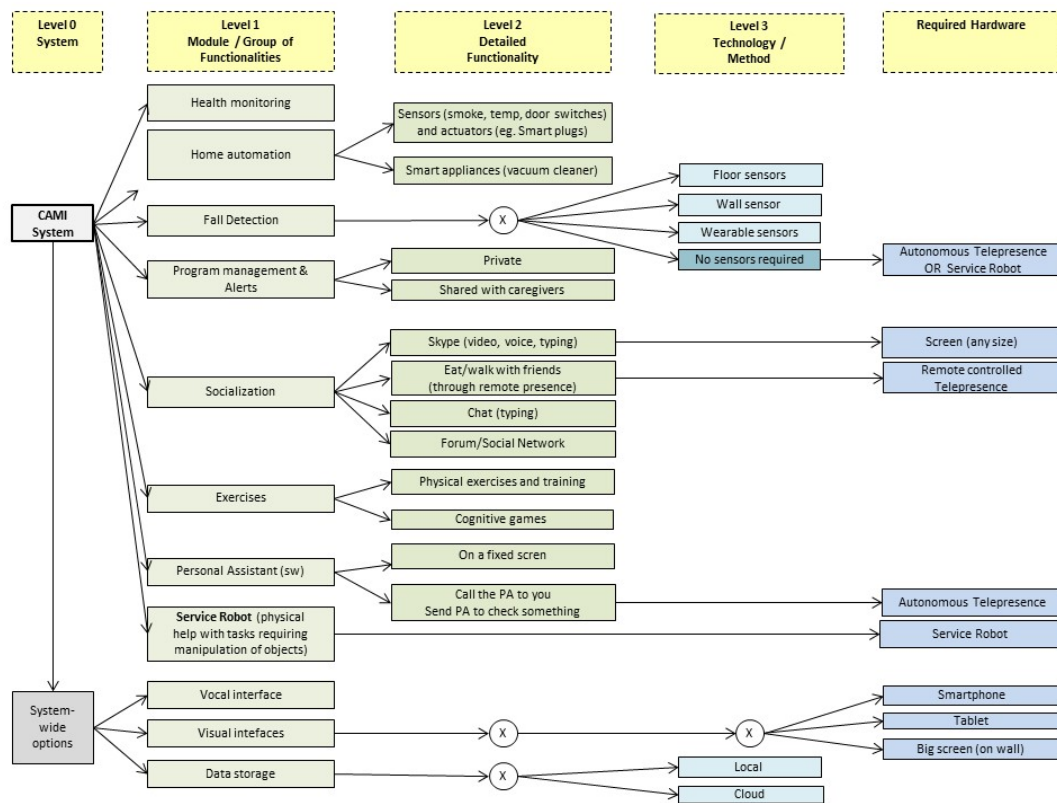 Level 0
System
Level 1
Module / Group of
Functionalities
Level 2
Detailed
Functionality
Level 3
Technology /
Method
Required Hardware
Health monitoring
Home automation
Sensors (smoke, temp, door switches)
and actuators (eg. Smart plugs)
Smart appliances (vacuum cleaner)
CAMI
System
Fall Detection
X
Floor sensors
Wall sensor
Wearable sensors
No sensors required
Autonomous Telepresence
OR Service Robot
Program management &
Alerts
Private
Shared with caregivers
Socialization
Skype (video, voice, typing)
Screen (any size)
Eat/walk with friends
(through remote presence)
Remote controlled
Telepresence
Chat (typing)
Forum/Social Network
Exercises
Physical exercises and training
Cognitive games
Personal Assistant (sw)
On a fixed scren
Call the PA to you
Send PA to check something
Autonomous Telepresence
Service Robot (physical
help with tasks requiring
manipulation of objects)
Service Robot
System-
wide
options
Vocal interface
Visual intefaces
X
X
Smartphone
Tablet
Big screen (on wall)
Data storage
X
Local
Cloud